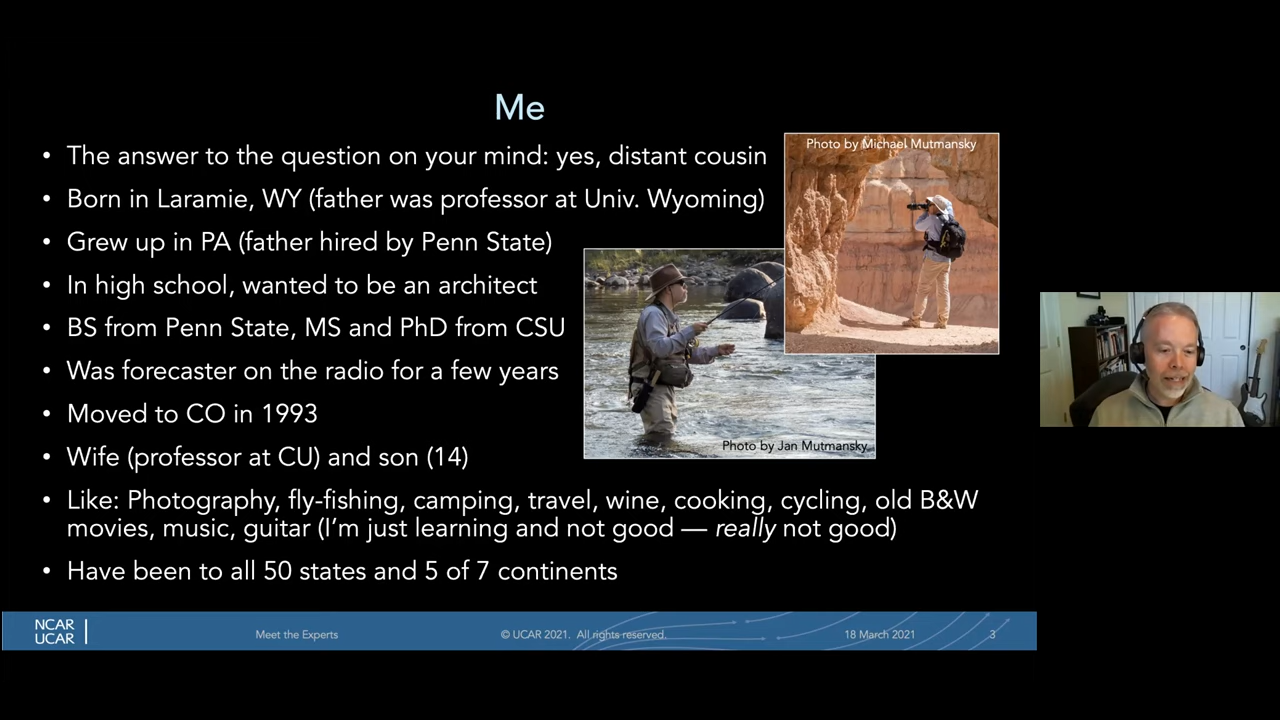 Me
• The answer to the question on your mind: yes, distant cousin
• Born in Laramie, WY (father was professor at Univ. Wyoming)
• Grew up in PA (father hired by Penn State)
• In high school, wanted to be an architect
• BS from Penn State, MS and PhD from CSU
• Was forecaster on the radio for a few years
• Moved to CO in 1993
• Wife (professor at CU) and son (14)
• Like: Photography, fly-fishing, camping, travel, wine, cooking, cycling, old B&W
movies, music, guitar (I'm just learning and not good — really not good)
• Have been to all 50 states and 5 of 7 continents
Photo by Michael Mutmansky
Photo by Jan Mutmansky
NCAR
UCAR
Meet the Experts
© UCAR 2021. All rights reserved.
18 March 2021
3